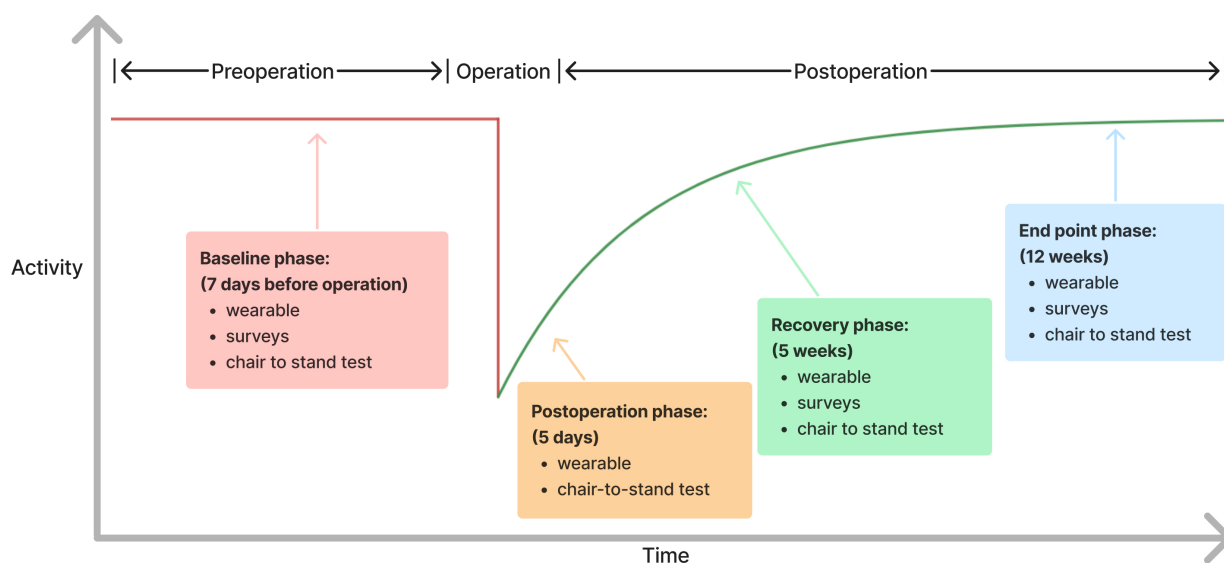 Preoperation
Operation
Postoperation
Activity
Baseline phase:
(7 days before operation)
• wearable
• surveys
• chair to stand test
Postoperation phase:
(5 days)
• wearable
• chair-to-stand test
Recovery phase:
(5 weeks)
• wearable
• surveys
• chair to stand test
End point phase:
(12 weeks)
• wearable
• surveys
• chair to stand test
Time